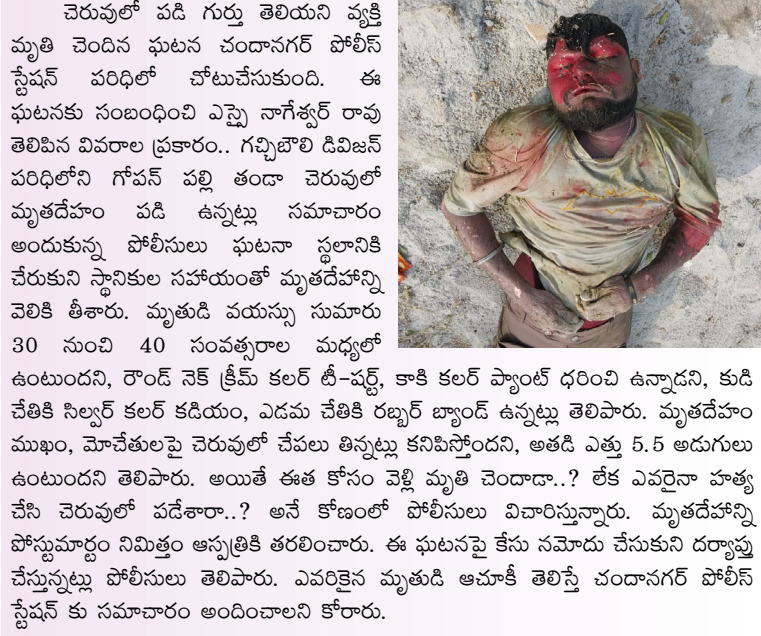 చెరువులో పడి గుర్తు తెలియని వ్యక్తి
మృతి చెందిన ఘటన చందానగర్ పోలీస్
స్టేషన్ పరిధిలో చోటుచేసుకుంది. ఈ
ఘటనకు సంబంధించి ఎస్సై నాగేశ్వర్ రావు
తెలిపిన వివరాల ప్రకారం.. గచ్చిబౌలి డివిజన్
పరిధిలోని గోపన్ పల్లి తండా చెరువులో
మృతదేహం పడి ఉన్నట్లు సమాచారం
అందుకున్న పోలీసులు ఘటనా స్థలానికి
చేరుకుని స్థానికుల సహాయంతో మృతదేహాన్ని
వెలికి తీశారు. మృతుడి వయస్సు సుమారు
30 నుంచి 40 సంవత్సరాల మధ్యలో
ఉంటుందని, రౌండ్ నెక్ క్రీమ్ కలర్ టీ-షర్ట్, కాకి కలర్ ప్యాంట్ ధరించి ఉన్నాడని, కుడి
చేతికి సిల్వర్ కలర్ కడియం, ఎడమ చేతికి రబ్బర్ బ్యాండ్ ఉన్నట్లు తెలిపారు. మృతదేహం
ముఖం, మోచేతులపై చెరువులో చేపలు తిన్నట్లు కనిపిస్తోందని, అతడి ఎత్తు 5.5 అడుగులు
ఉంటుందని తెలిపారు. అయితే ఈత కోసం వెళ్లి మృతి చెందాడా..? లేక ఎవరైనా హత్య
చేసి చెరువులో పడేశారా..? అనే కోణంలో పోలీసులు విచారిస్తున్నారు. మృతదేహాన్ని
పోస్టుమార్టం నిమిత్తం ఆస్పత్రికి తరలించారు. ఈ ఘటనపై కేసు నమోదు చేసుకుని దర్యాప్తు
చేస్తున్నట్లు పోలీసులు తెలిపారు. ఎవరికైన మృతుడి ఆచూకీ తెలిస్తే చందానగర్ పోలీస్
స్టేషన్ కు సమాచారం అందించాలని కోరారు.